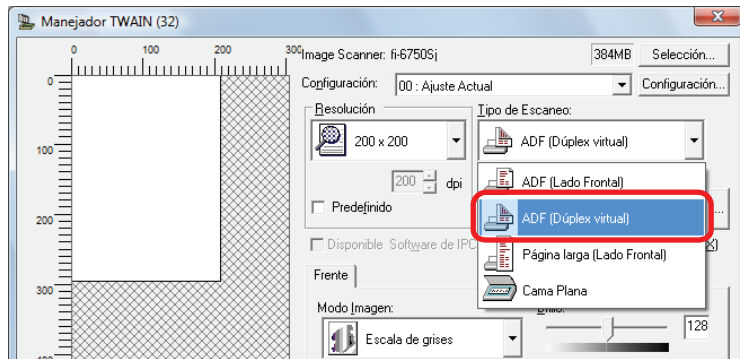 Manejador TWAIN (32)
0 100 200 300
Image Scanner: fi-6750Sj 384MB Selección...
Configuración: 00 : Ajuste Actual Configuración...
0
100
200
300
Resolución
200 x 200
200 dpi
Predefinido
Tipo de Escaneo:
ADF (Dúplex virtual)
ADF (Lado Frontal)
ADF (Dúplex virtual)
Página larga (Lado Frontal)
Cama Plana
...
Disponible Software de IPC
Frente
Modo Imagen:
Escala de grises
128